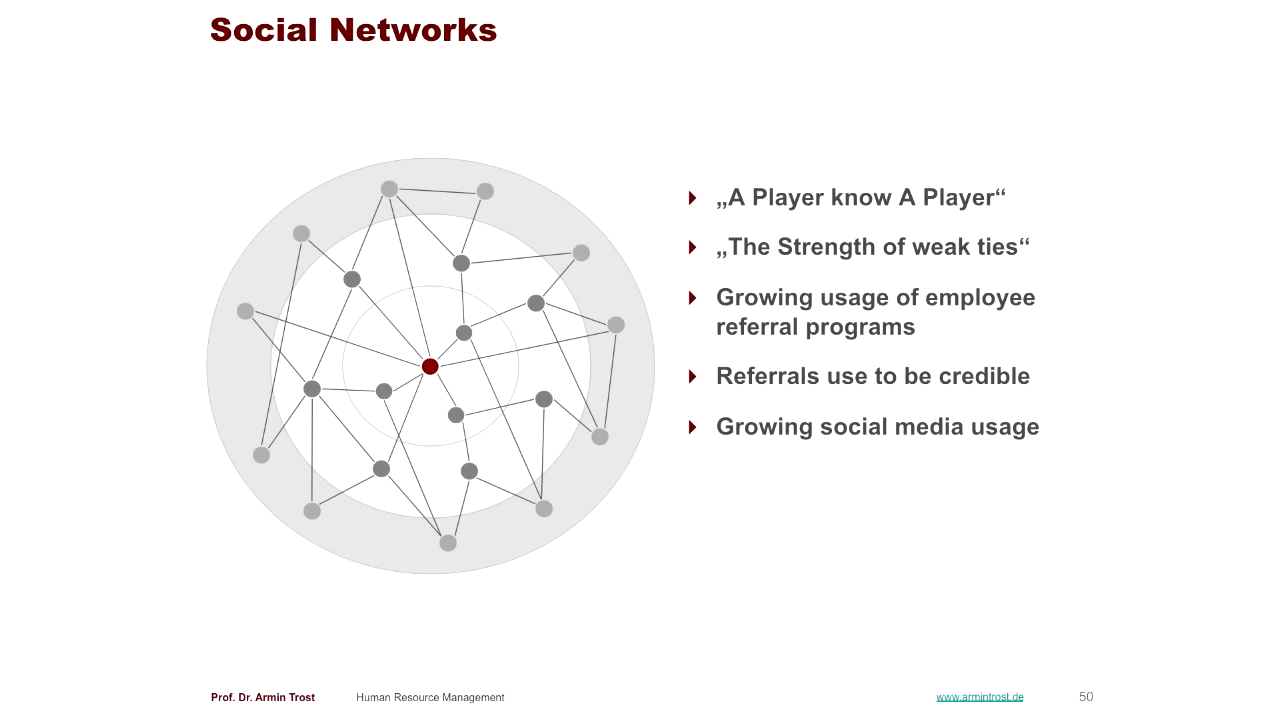 Social Networks
„A Player know A Player“
„The Strength of weak ties“
Growing usage of employee
referral programs
Referrals use to be credible
Growing social media usage
Prof. Dr. Armin Trost Human Resource Management www.armintrost.de 50